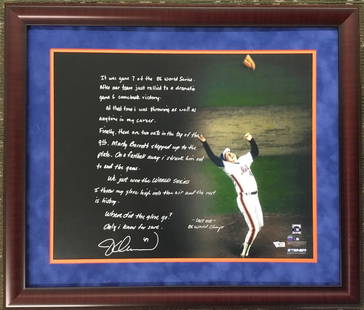 It was game 7 of the 86 World Series.
After our team just rallied to a dramatic
game 6 comeback victory.
At that time I was throwing as well as
anytime in my career.
Finally, there are two outs in the top of the
9th. Marty Barrett stepped up to the
plate. On a fastball away I struck him out
to end the game.
We just won the WORLD SERIES
I threw my glove high into the air and the rest
is history.
Where did the glove go?
Only I know for sure.
47
"Last out"
86 World Champs
STEINER